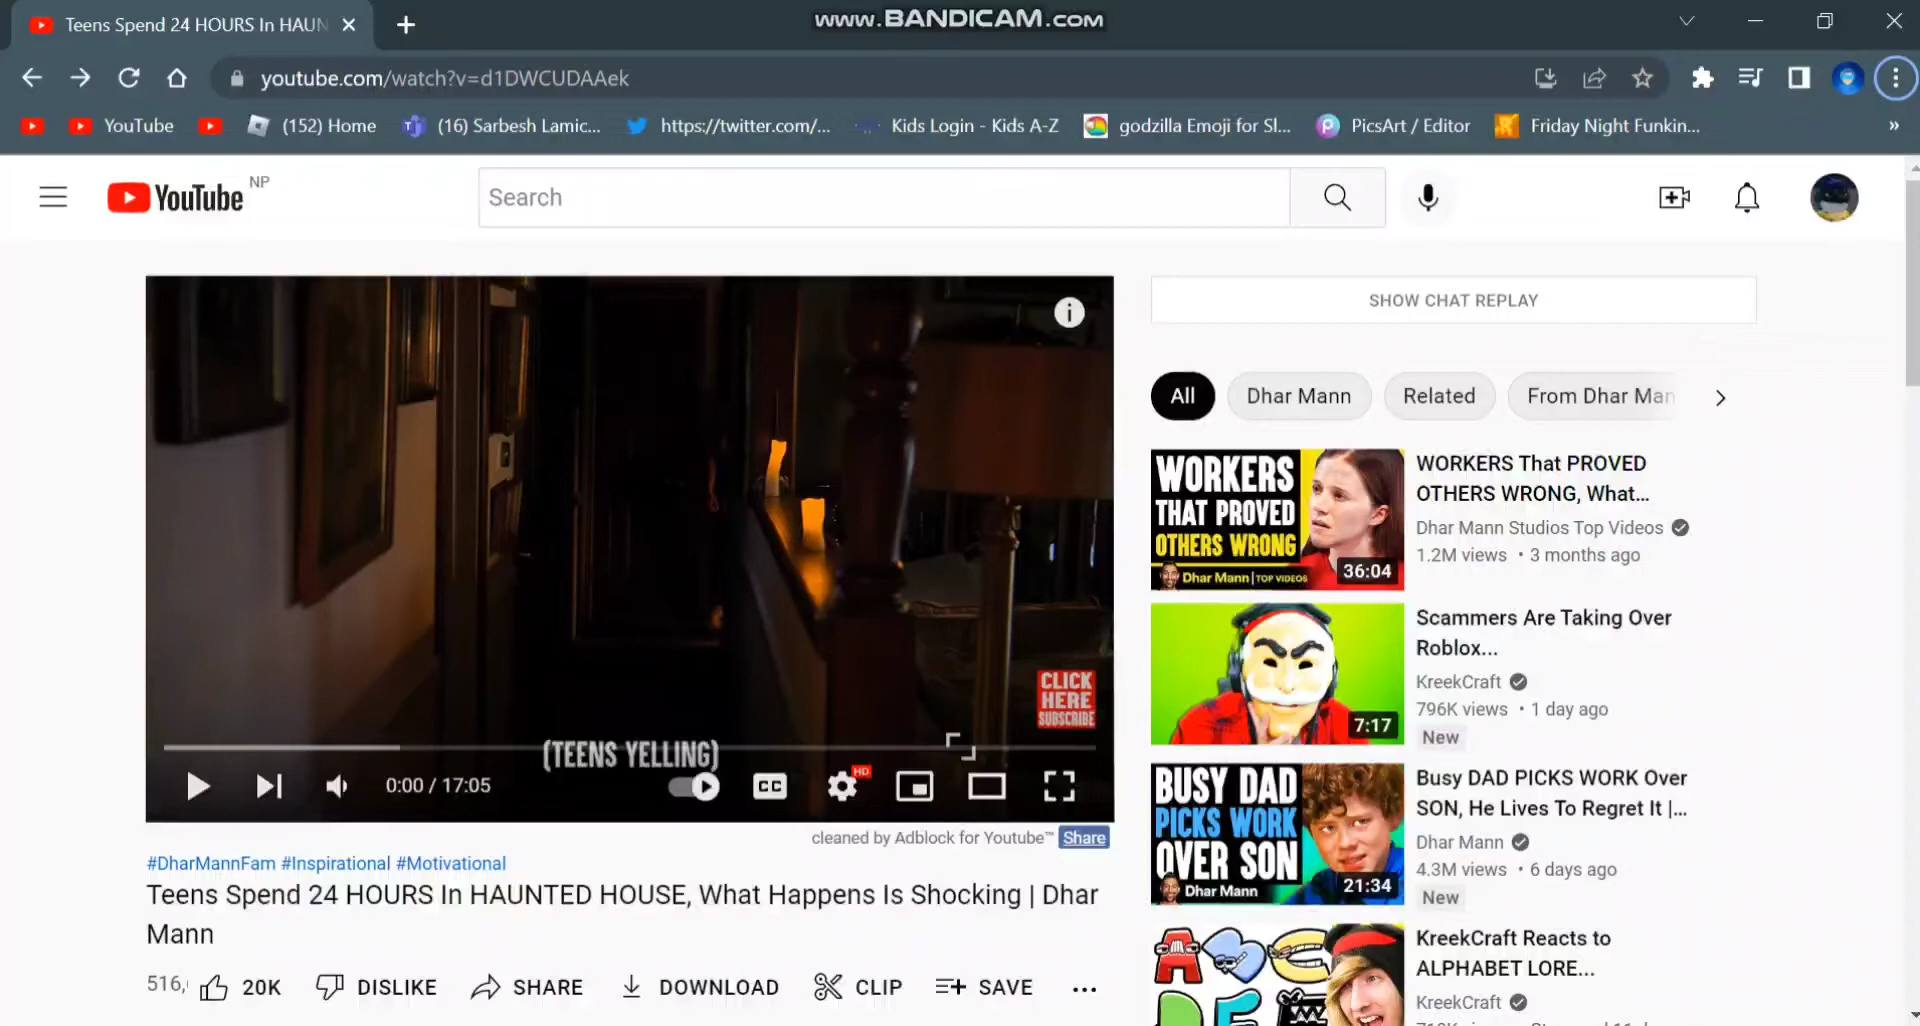 Teens Spend 24 HOURS In HAUN
www.BANDICAM.com
youtube.com/watch?v=d1DWCUDAAek
YouTube
(152) Home
(16) Sarbesh Lamic...
https://twitter.com/...
Kids Login - Kids A-Z
godzilla Emoji for Sl...
PicsArt / Editor
Friday Night Funkin...
YouTube NP
Search
SHOW CHAT REPLAY
All
Dhar Mann
Related
From Dhar Man
CLICK
HERE
SUBSCRIBE
(TEENS YELLING)
0:00 / 17:05
CC
HD
cleaned by Adblock for Youtube™ Share
#DharMannFam #Inspirational #Motivational
Teens Spend 24 HOURS In HAUNTED HOUSE, What Happens Is Shocking | Dhar
Mann
516,
20K
DISLIKE
SHARE
DOWNLOAD
CLIP
SAVE
WORKERS
THAT PROVED
OTHERS WRONG
Dhar Mann | TOP VIDEOS
36:04
WORKERS That PROVED
OTHERS WRONG, What...
Dhar Mann Studios Top Videos
1.2M views • 3 months ago
7:17
Scammers Are Taking Over
Roblox...
KreekCraft
796K views • 1 day ago
New
BUSY DAD
PICKS WORK
OVER SON
Dhar Mann
21:34
Busy DAD PICKS WORK Over
SON, He Lives To Regret It |...
Dhar Mann
4.3M views • 6 days ago
New
A B C
D E F
KreekCraft Reacts to
ALPHABET LORE...
KreekCraft